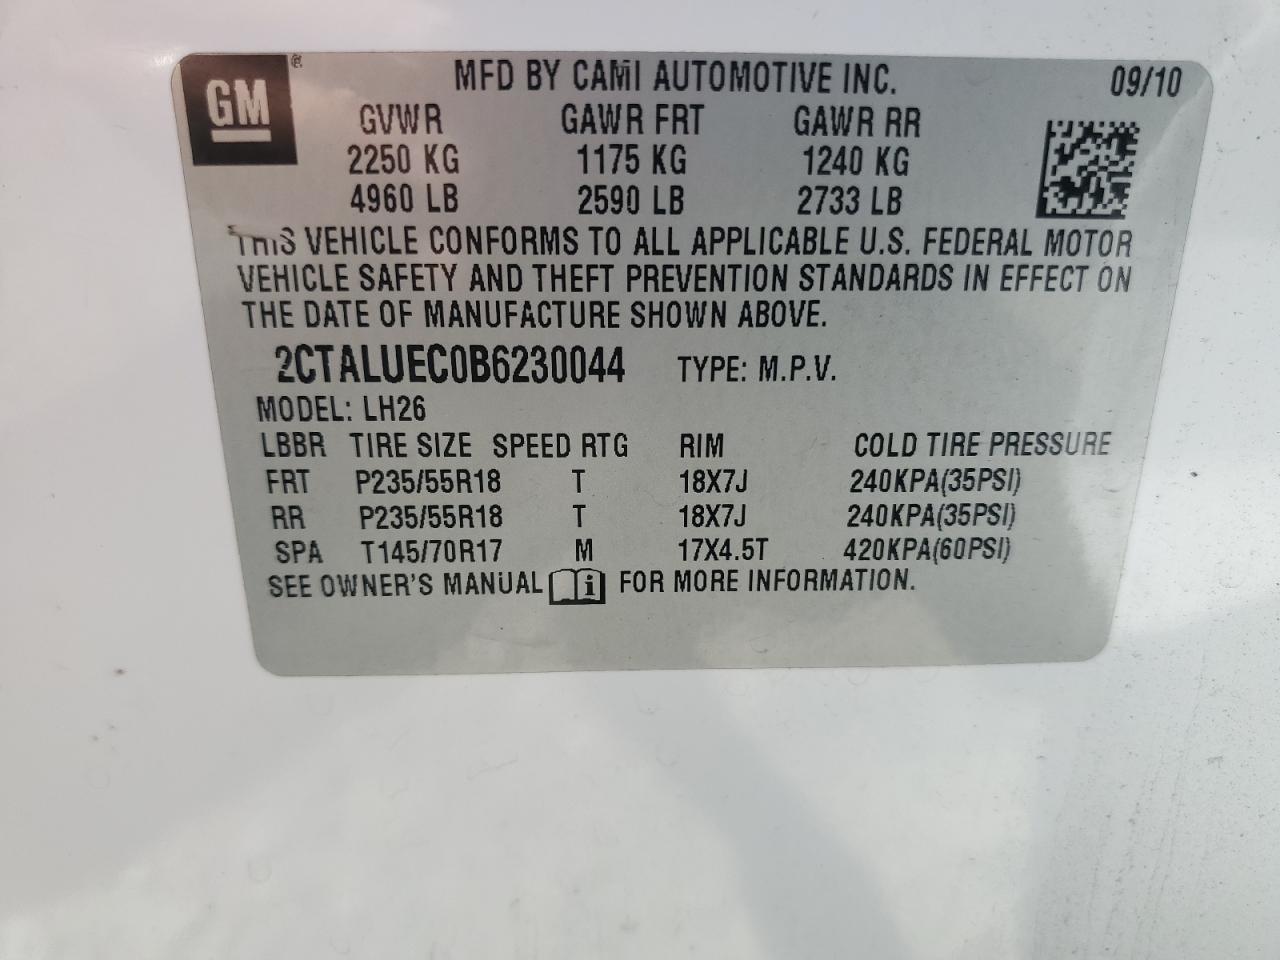 GM ®
MFD BY CAMI AUTOMOTIVE INC. 09/10
GVWR GAWR FRT GAWR RR
2250 KG 1175 KG 1240 KG
4960 LB 2590 LB 2733 LB
THIS VEHICLE CONFORMS TO ALL APPLICABLE U.S. FEDERAL MOTOR
VEHICLE SAFETY AND THEFT PREVENTION STANDARDS IN EFFECT ON
THE DATE OF MANUFACTURE SHOWN ABOVE.
2CTALUEC0B6230044 TYPE: M.P.V.
MODEL: LH26
LBBR TIRE SIZE SPEED RTG RIM COLD TIRE PRESSURE
FRT P235/55R18 T 18X7J 240KPA(35PSI)
RR P235/55R18 T 18X7J 240KPA(35PSI)
SPA T145/70R17 M 17X4.5T 420KPA(60PSI)
SEE OWNER'S MANUAL i FOR MORE INFORMATION.